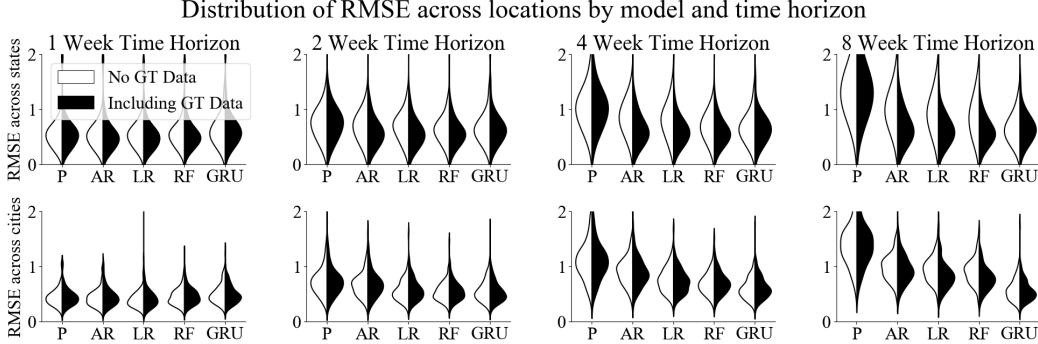 Distribution of RMSE across locations by model and time horizon
1 Week Time Horizon
2 Week Time Horizon
4 Week Time Horizon
8 Week Time Horizon
RMSE across states
2
1
0
No GT Data
Including GT Data
P AR LR RF GRU
2
1
0
P AR LR RF GRU
2
1
0
P AR LR RF GRU
2
1
0
P AR LR RF GRU
RMSE across cities
2
1
0
P AR LR RF GRU
2
1
0
P AR LR RF GRU
2
1
0
P AR LR RF GRU
2
1
0
P AR LR RF GRU